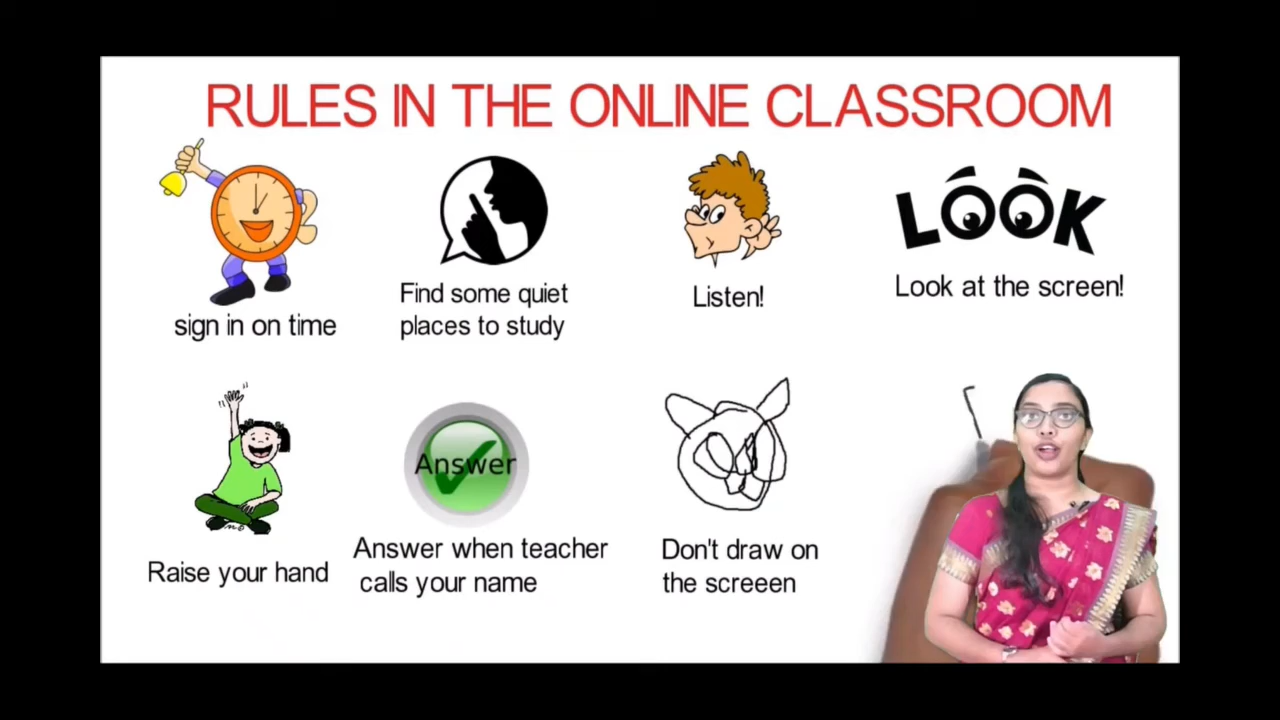 RULES IN THE ONLINE CLASSROOM
LOOK
sign in on time
Find some quiet
places to study
Listen!
Look at the screen!
Answer
Raise your hand
Answer when teacher
calls your name
Don't draw on
the screeen